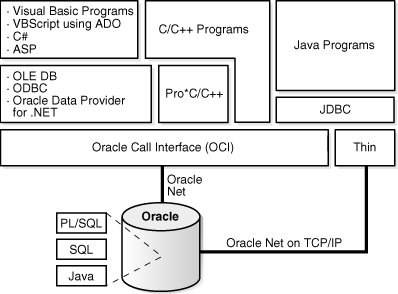 · Visual Basic Programs
· VBScript using ADO
· C#
· ASP
C/C++ Programs
Java Programs
· OLE DB
· ODBC
· Oracle Data Provider
for .NET
Pro*C/C++
JDBC
Oracle Call Interface (OCI)
Thin
Oracle
Net
Oracle
PL/SQL
SQL
Java
Oracle Net on TCP/IP